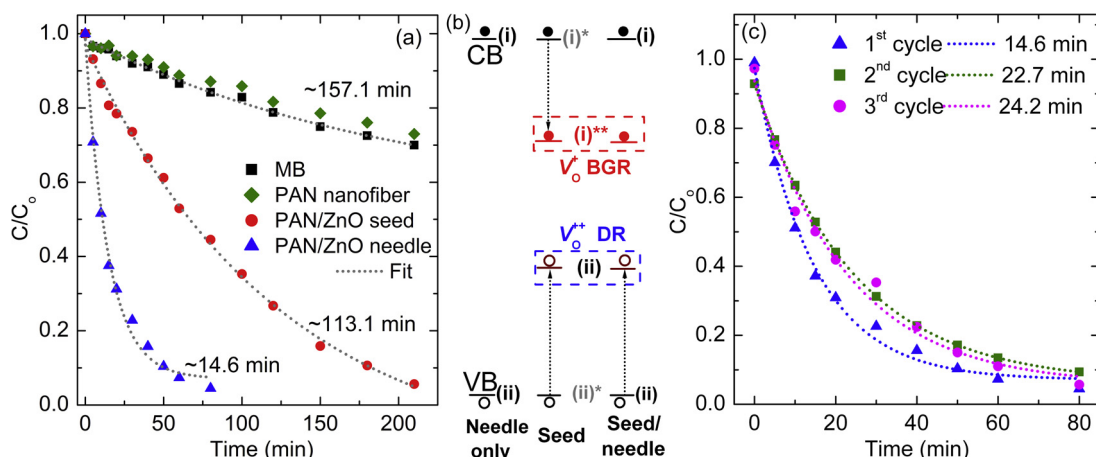 (a)
C/C_o
1.0
0.8
0.6
0.4
0.2
0.0
0 50 100 150 200
Time (min)
~157.1 min
MB
PAN nanofiber
PAN/ZnO seed
PAN/ZnO needle
Fit
~113.1 min
~14.6 min
(b)
(i) (i)* (i)
CB
(i)**
V_O^+ BGR
V_O^++ DR
(ii)
VB (ii) (ii)* (ii)
Needle only
Seed
Seed/
needle
(c)
C/C_o
1.0
0.8
0.6
0.4
0.2
0.0
0 20 40 60 80
Time (min)
1st cycle 14.6 min
2nd cycle 22.7 min
3rd cycle 24.2 min